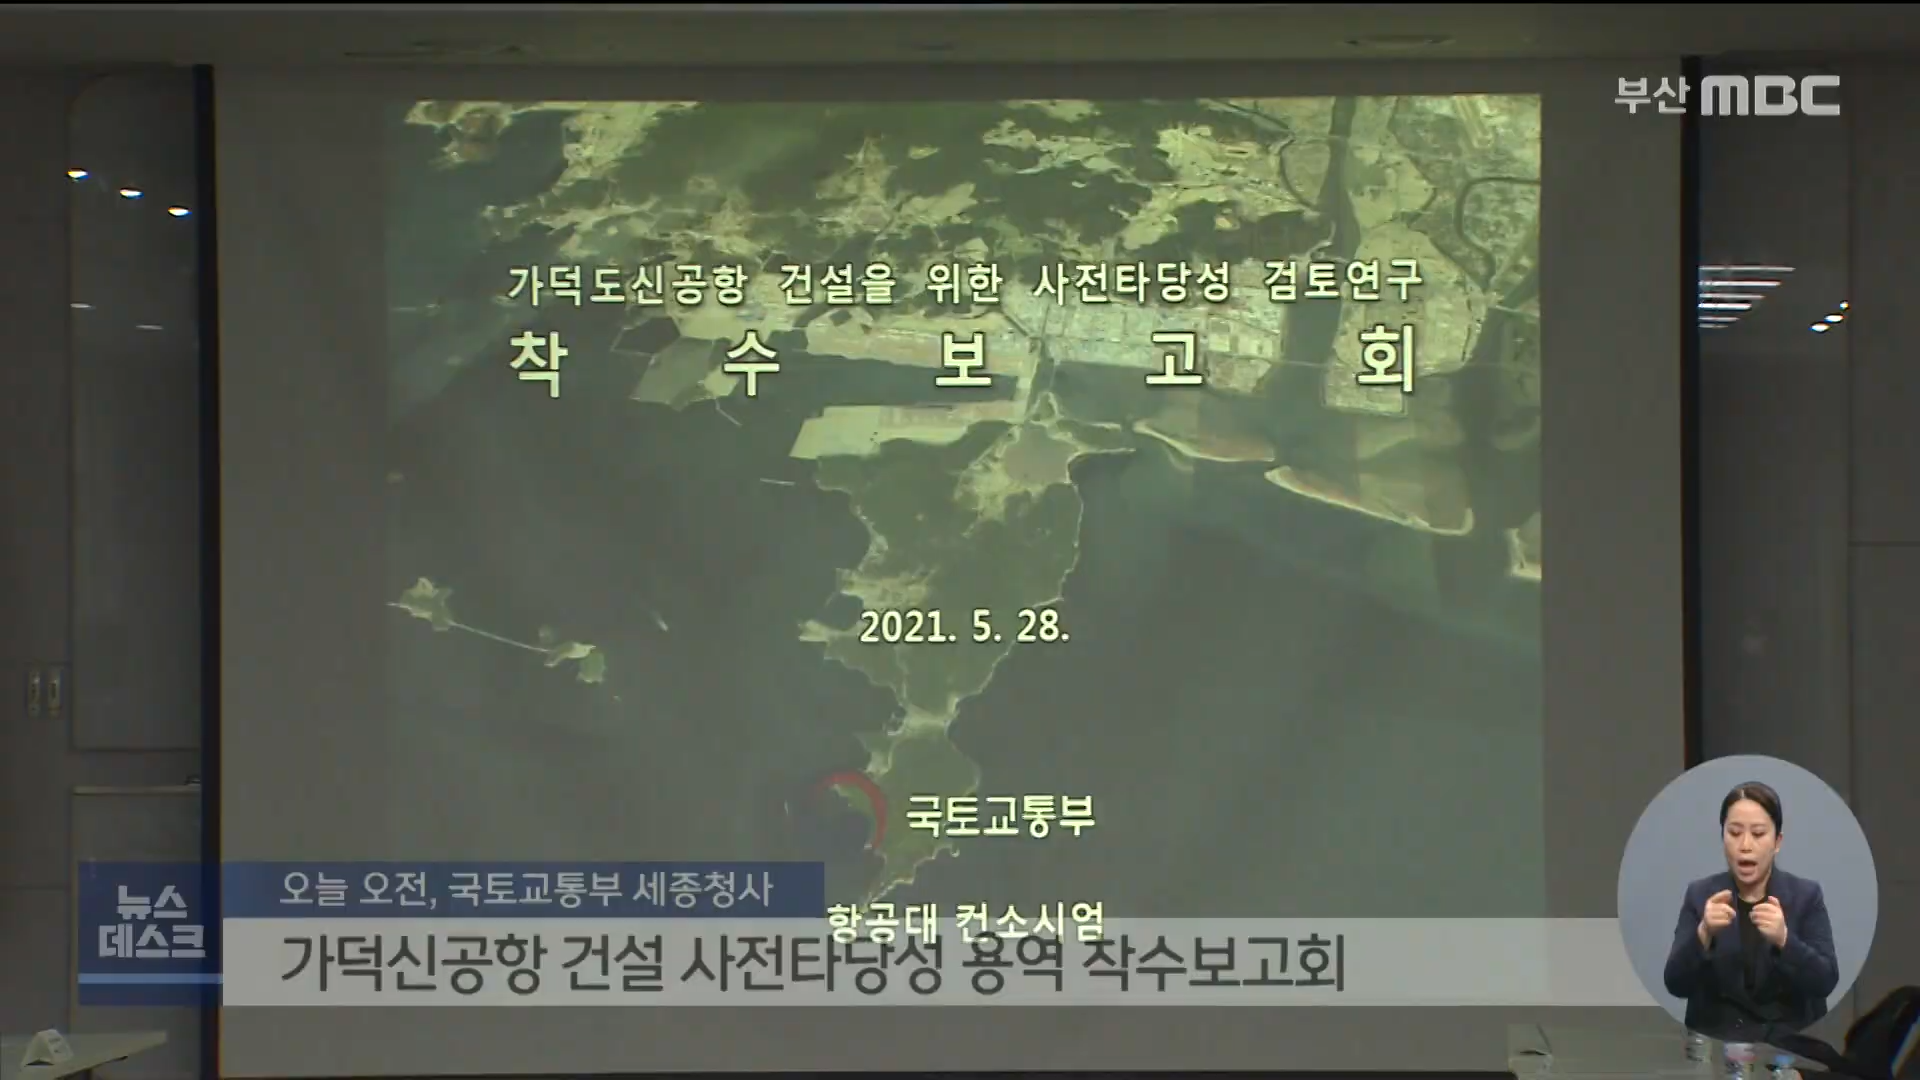 부산 MBC
가덕도신공항 건설을 위한 사전타당성 검토연구
착수보고회
2021. 5. 28.
국토교통부
항공대 컨소시엄
뉴스
데스크
오늘 오전, 국토교통부 세종청사
가덕신공항 건설 사전타당성 용역 착수보고회